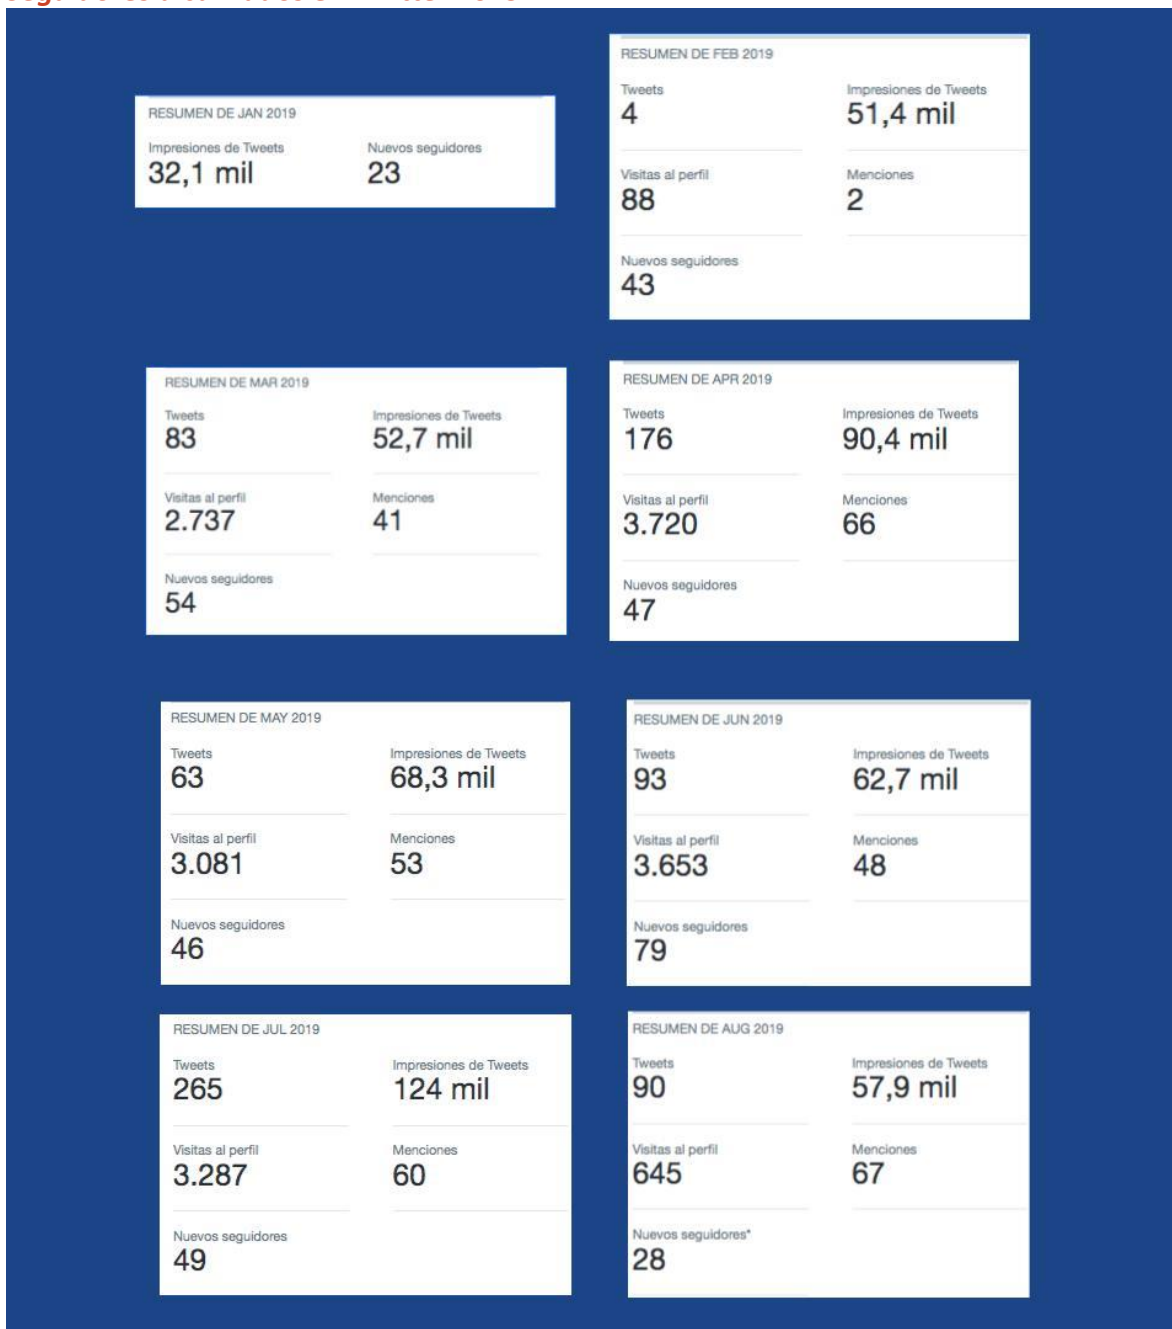 RESUMEN DE JAN 2019
Impresiones de Tweets Nuevos seguidores
32,1 mil 23
RESUMEN DE FEB 2019
Tweets Impresiones de Tweets
4 51,4 mil
Visitas al perfil Menciones
88 2
Nuevos seguidores
43
RESUMEN DE MAR 2019
Tweets Impresiones de Tweets
83 52,7 mil
Visitas al perfil Menciones
2.737 41
Nuevos seguidores
54
RESUMEN DE APR 2019
Tweets Impresiones de Tweets
176 90,4 mil
Visitas al perfil Menciones
3.720 66
Nuevos seguidores
47
RESUMEN DE MAY 2019
Tweets Impresiones de Tweets
63 68,3 mil
Visitas al perfil Menciones
3.081 53
Nuevos seguidores
46
RESUMEN DE JUN 2019
Tweets Impresiones de Tweets
93 62,7 mil
Visitas al perfil Menciones
3.653 48
Nuevos seguidores
79
RESUMEN DE JUL 2019
Tweets Impresiones de Tweets
265 124 mil
Visitas al perfil Menciones
3.287 60
Nuevos seguidores
49
RESUMEN DE AUG 2019
Tweets Impresiones de Tweets
90 57,9 mil
Visitas al perfil Menciones
645 67
Nuevos seguidores*
28